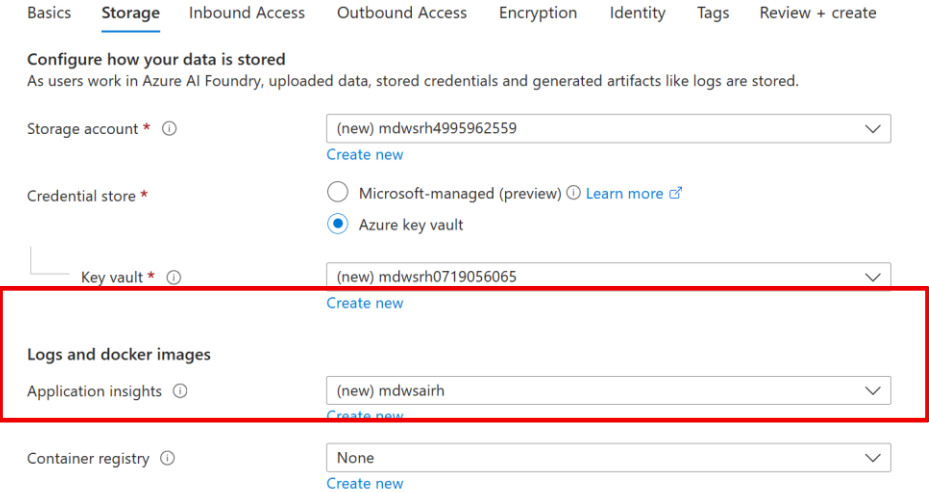 Basics Storage Inbound Access Outbound Access Encryption Identity Tags Review + create
Configure how your data is stored
As users work in Azure AI Foundry, uploaded data, stored credentials and generated artifacts like logs are stored.
Storage account * (new) mdwsrh4995962559
Create new
Credential store * Microsoft-managed (preview) Learn more
Azure key vault
Key vault * (new) mdwsrh0719056065
Create new
Logs and docker images
Application insights (new) mdwsairh
Create new
Container registry None
Create new